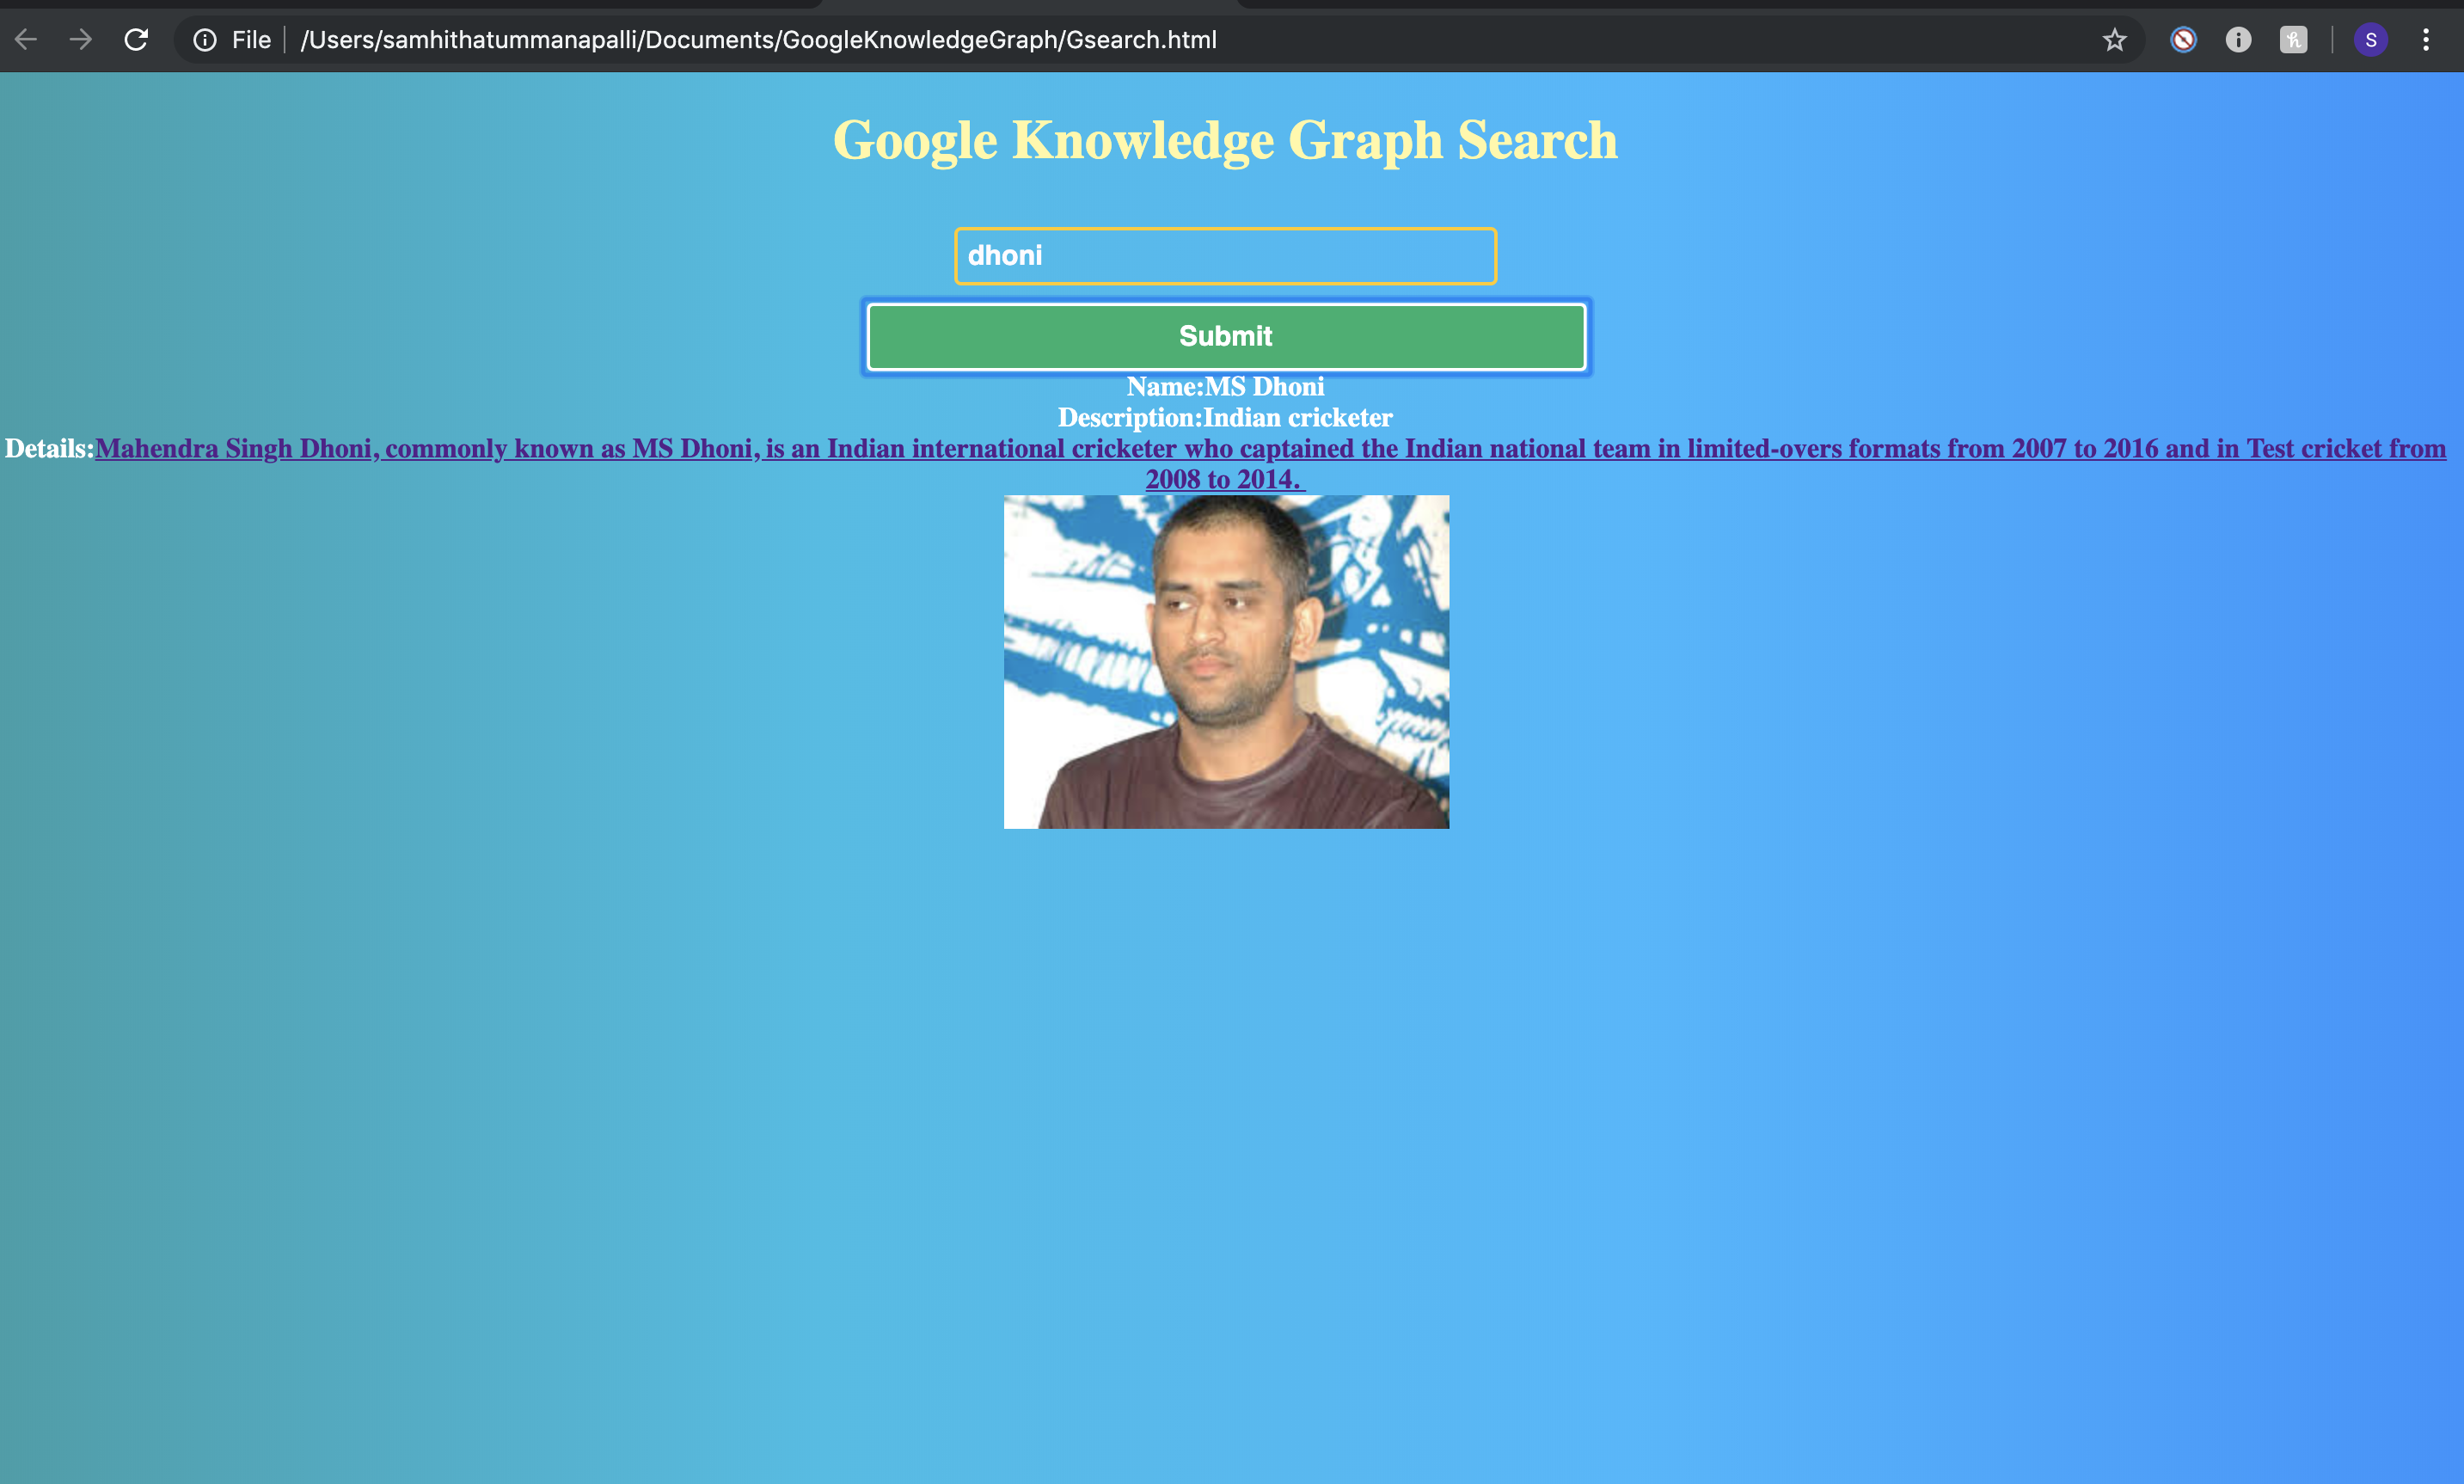 File
/Users/samhithatummanapalli/Documents/GoogleKnowledgeGraph/Gsearch.html
S
Google Knowledge Graph Search
dhoni
Submit
Name:MS Dhoni
Description:Indian cricketer
Details:Mahendra Singh Dhoni, commonly known as MS Dhoni, is an Indian international cricketer who captained the Indian national team in limited-overs formats from 2007 to 2016 and in Test cricket from
2008 to 2014.